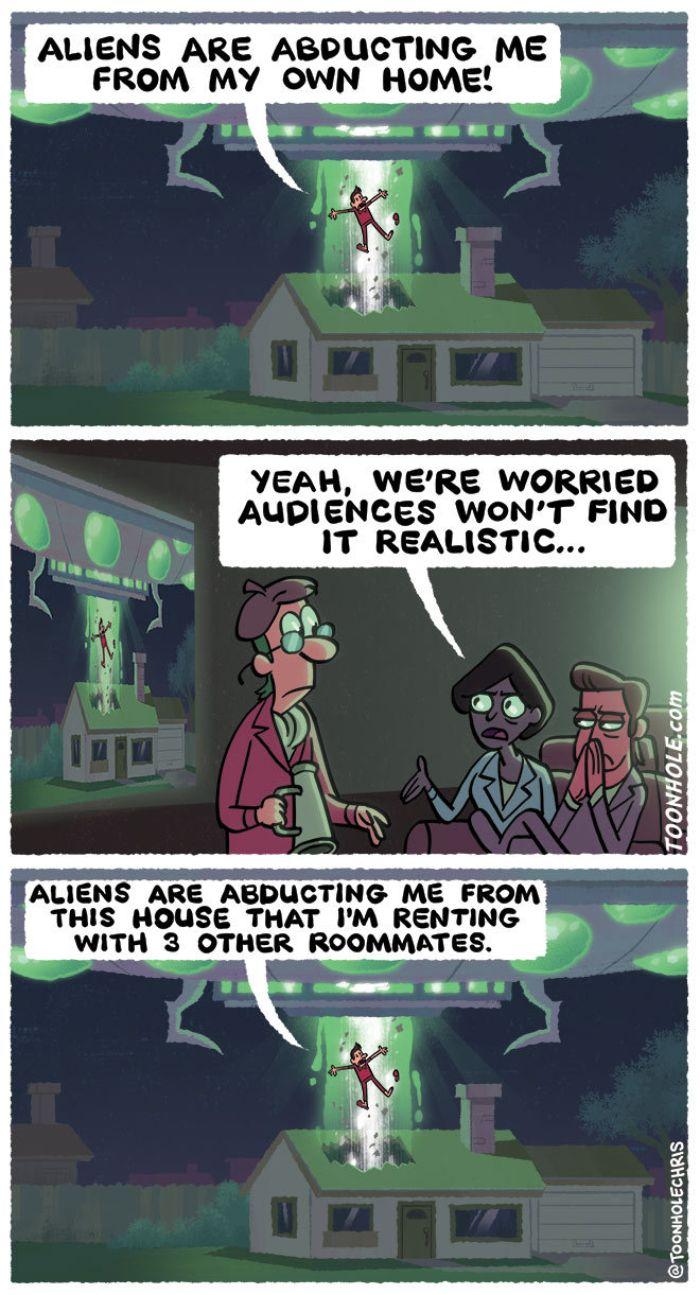 ALIENS ARE ABDUCTING ME
FROM MY OWN HOME!
YEAH, WE'RE WORRIED
AUDIENCES WON'T FIND
IT REALISTIC...
TOONHOLE.com
ALIENS ARE ABDUCTING ME FROM
THIS HOUSE THAT I'M RENTING
WITH 3 OTHER ROOMMATES.
@TOONHOLECHRIS